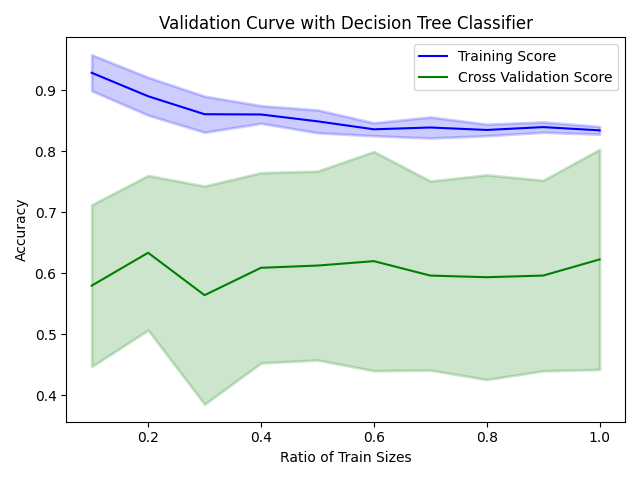 Validation Curve with Decision Tree Classifier
Training Score
Cross Validation Score
Accuracy
0.9
0.8
0.7
0.6
0.5
0.4
0.2
0.4
0.6
0.8
1.0
Ratio of Train Sizes